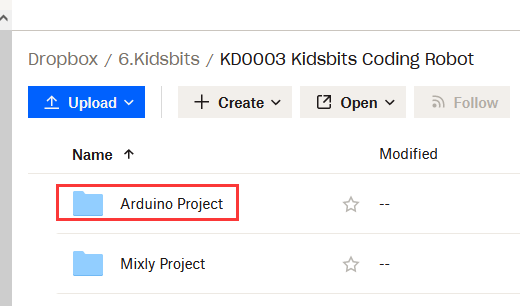 Dropbox / 6.Kidsbits / KD0003 Kidsbits Coding Robot
Upload Create Open Follow
Name Modified
Arduino Project --
Mixly Project --